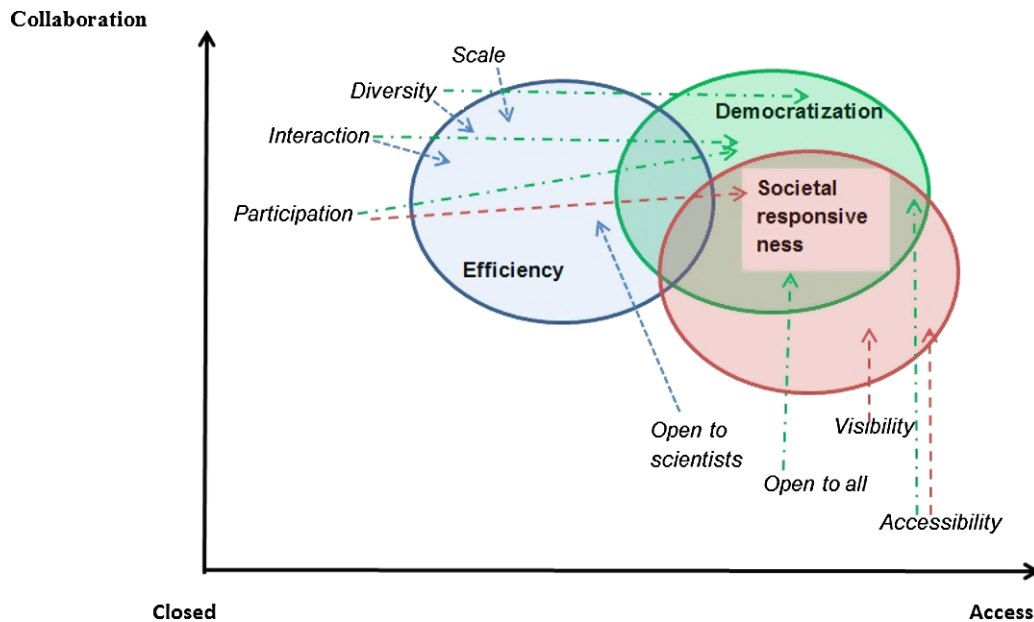 Collaboration
Scale
Diversity
Democratization
Interaction
Societal
responsive
ness
Participation
Efficiency
Open to
scientists
Visibility
Open to all
Accessibility
Closed
Access